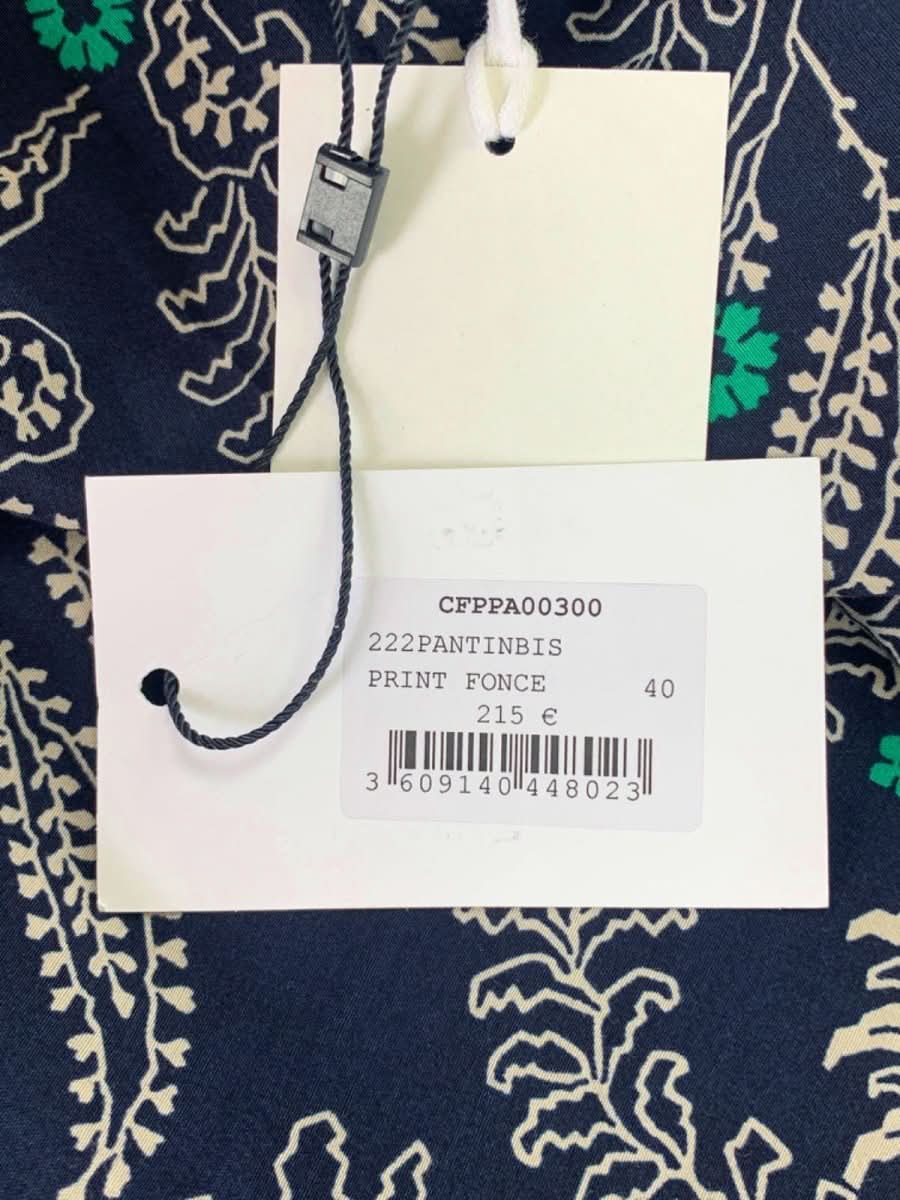 CFPPA00300
222PANTINBIS
PRINT FONCE 40
215 €
3 609140 448023